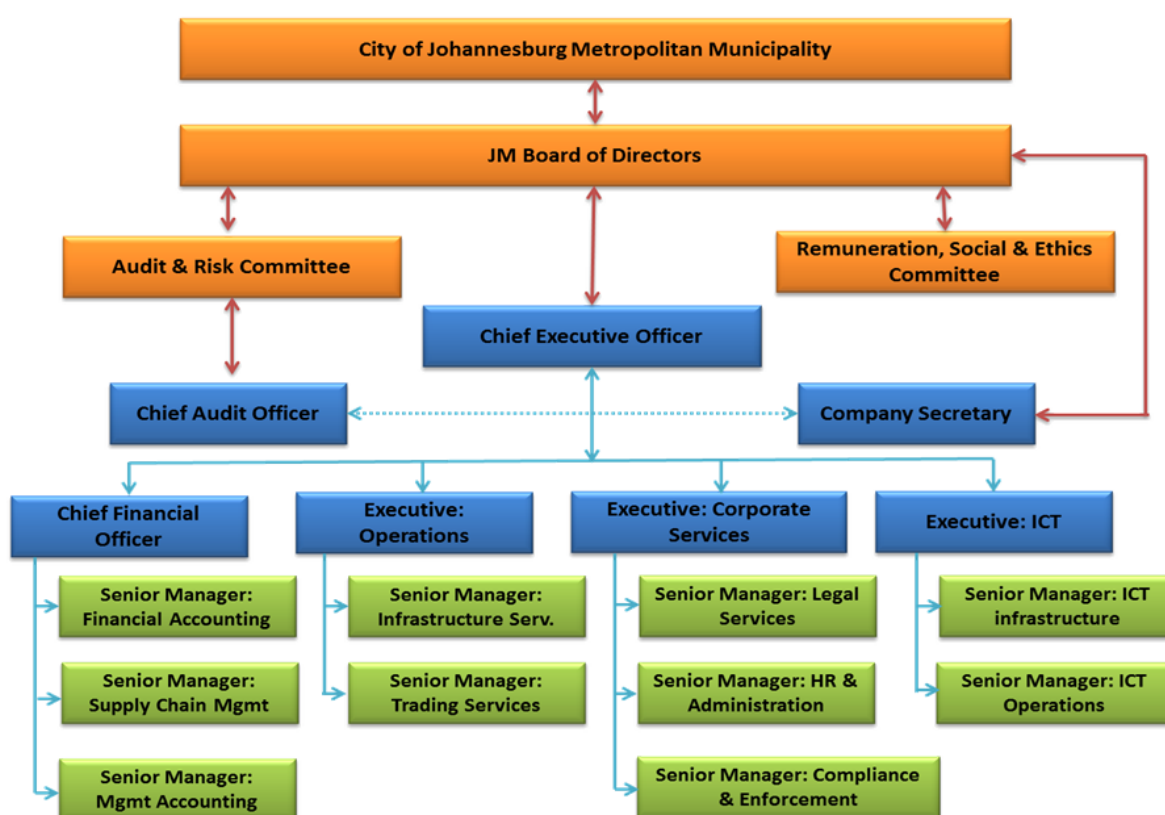 City of Johannesburg Metropolitan Municipality
JM Board of Directors
Audit & Risk Committee
Remuneration, Social & Ethics
Committee
Chief Executive Officer
Chief Audit Officer
Company Secretary
Chief Financial
Officer
Executive:
Operations
Executive: Corporate
Services
Executive: ICT
Senior Manager:
Financial Accounting
Senior Manager:
Infrastructure Serv.
Senior Manager: Legal
Services
Senior Manager: ICT
infrastructure
Senior Manager:
Supply Chain Mgmt
Senior Manager:
Trading Services
Senior Manager: HR &
Administration
Senior Manager: ICT
Operations
Senior Manager:
Mgmt Accounting
Senior Manager: Compliance
& Enforcement